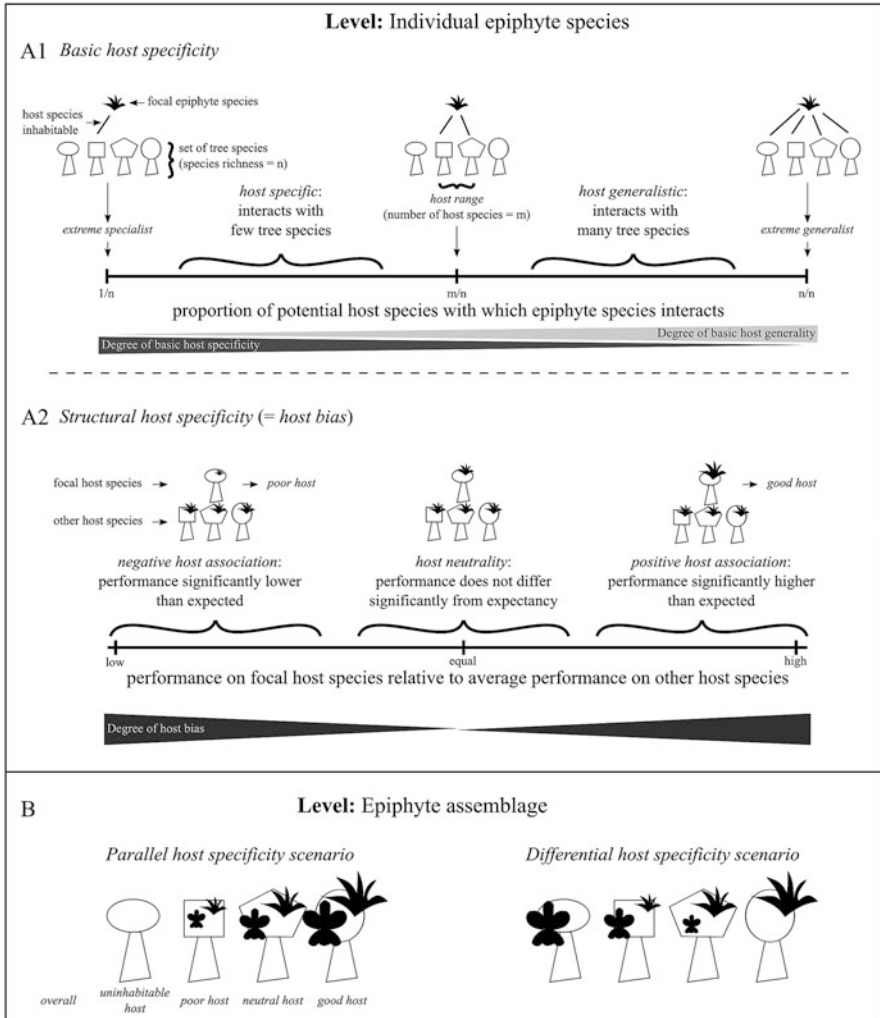 Level: Individual epiphyte species
A1 Basic host specificity
focal epiphyte species
host species
inhabitable
set of tree species
(species richness = n)
host specific:
interacts with
few tree species
host range
(number of host species = m)
host generalistic:
interacts with
many tree species
extreme specialist
extreme generalist
1/n
m/n
n/n
proportion of potential host species with which epiphyte species interacts
Degree of basic host generality
Degree of basic host specificity
A2 Structural host specificity (= host bias)
focal host species
poor host
good host
other host species
negative host association:
performance significantly lower
than expected
host neutrality:
performance does not differ
significantly from expectancy
positive host association:
performance significantly higher
than expected
low
equal
high
performance on focal host species relative to average performance on other host species
Degree of host bias
B
Level: Epiphyte assemblage
Parallel host specificity scenario
Differential host specificity scenario
overall
uninhabitable
host
poor host
neutral host
good host